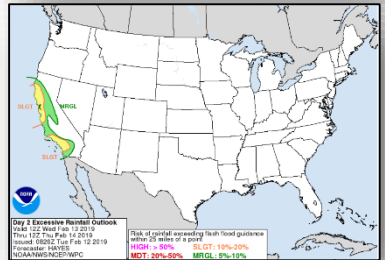 SLGT
MRGL
SLGT
noaa
Day 2 Excessive Rainfall Outlook
Valid 12Z Wed Feb 13 2019
Thru 12Z Thu Feb 14 2019
Issued: 0826Z Tue Feb 12 2019
Forecaster: HAYES
NOAA/NWS/NCEP/WPC
Risk of rainfall exceeding flash flood guidance
within 25 miles of a point
HIGH: > 50% SLGT: 10%-20%
MDT: 20%-50% MRGL: 5%-10%